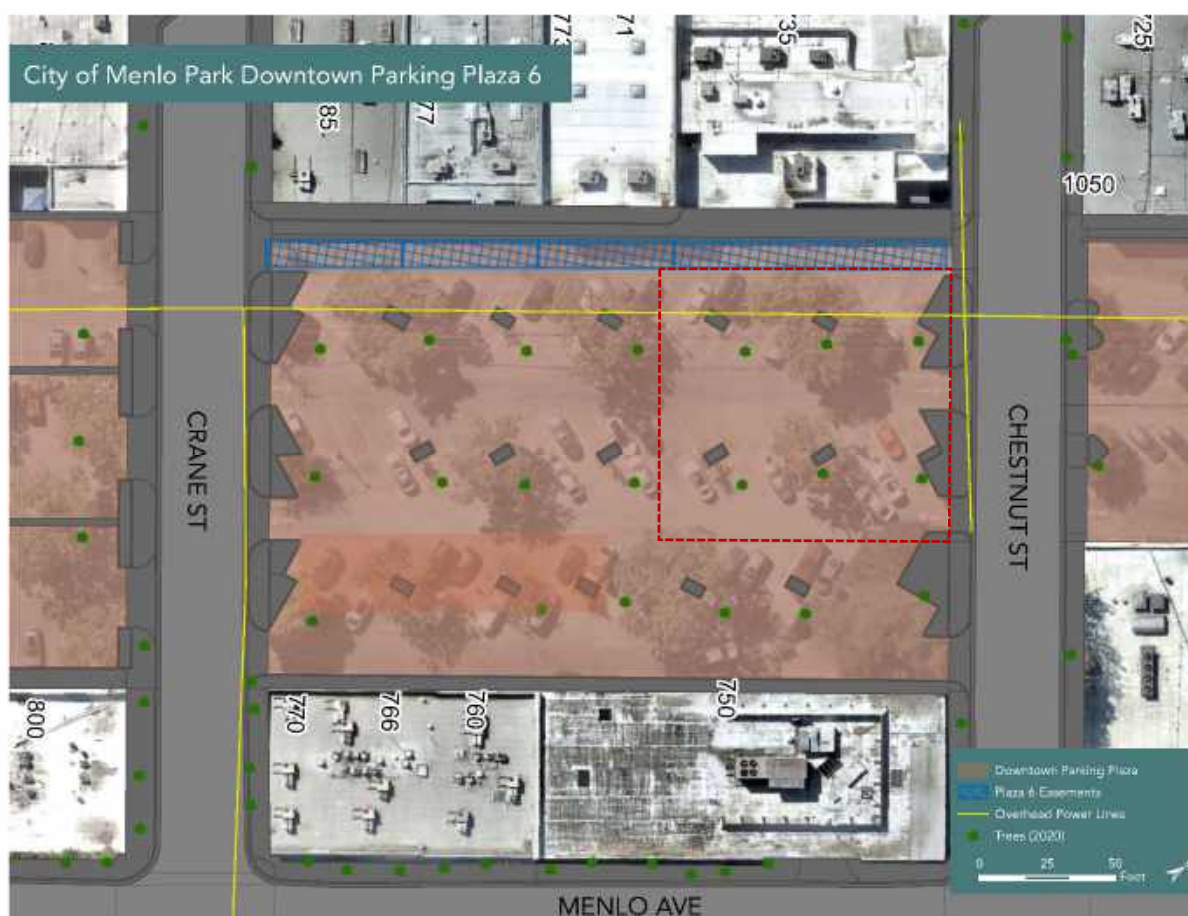 City of Menlo Park Downtown Parking Plaza 6
85
77
773
71
735
725
1050
CRANE ST
CHESTNUT ST
800
770
766
760
750
Downtown Parking Plaza
Plaza 6 Easements
Overhead Power Lines
Trees (2020)
0 25 50
Feet
MENLO AVE